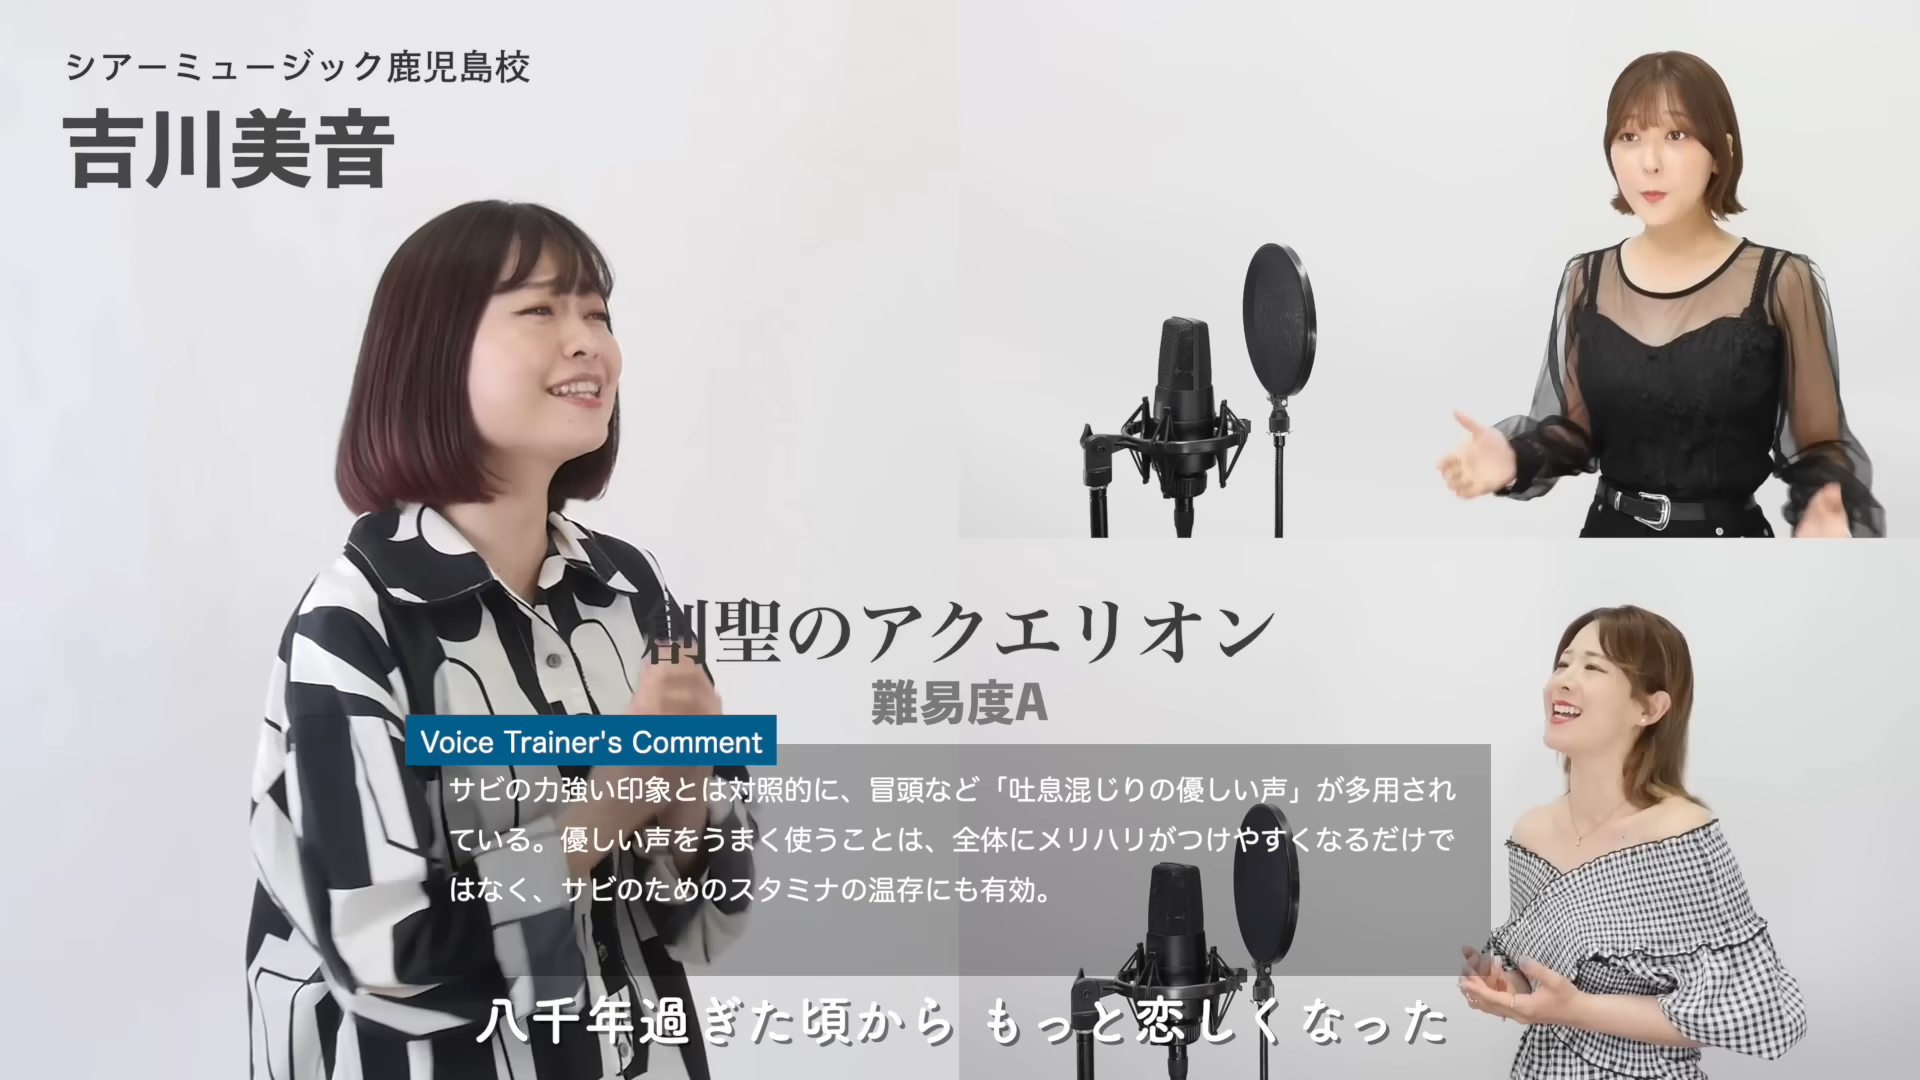 シアーミュージック鹿児島校
吉川美音
創聖のアクエリオン
難易度A
Voice Trainer's Comment
サビの力強い印象とは対照的に、冒頭など「吐息混じりの優しい声」が多用され
ている。優しい声をうまく使うことは、全体にメリハリがつけやすくなるだけで
はなく、サビのためのスタミナの温存にも有効。
八千年過ぎた頃から もっと恋しくなった